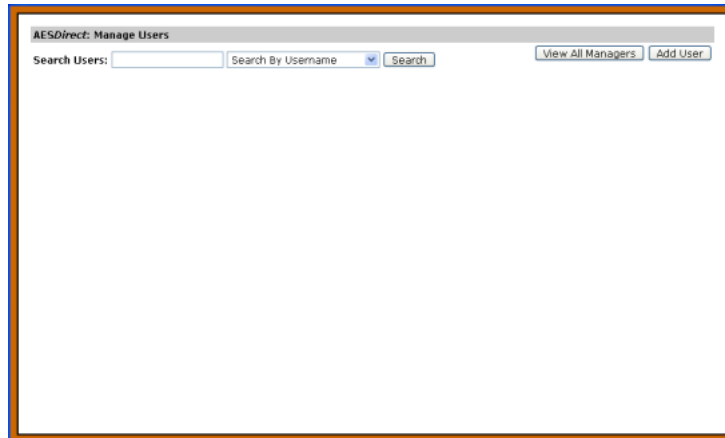 AESDirect: Manage Users
Search Users: Search By Username Search View All Managers Add User